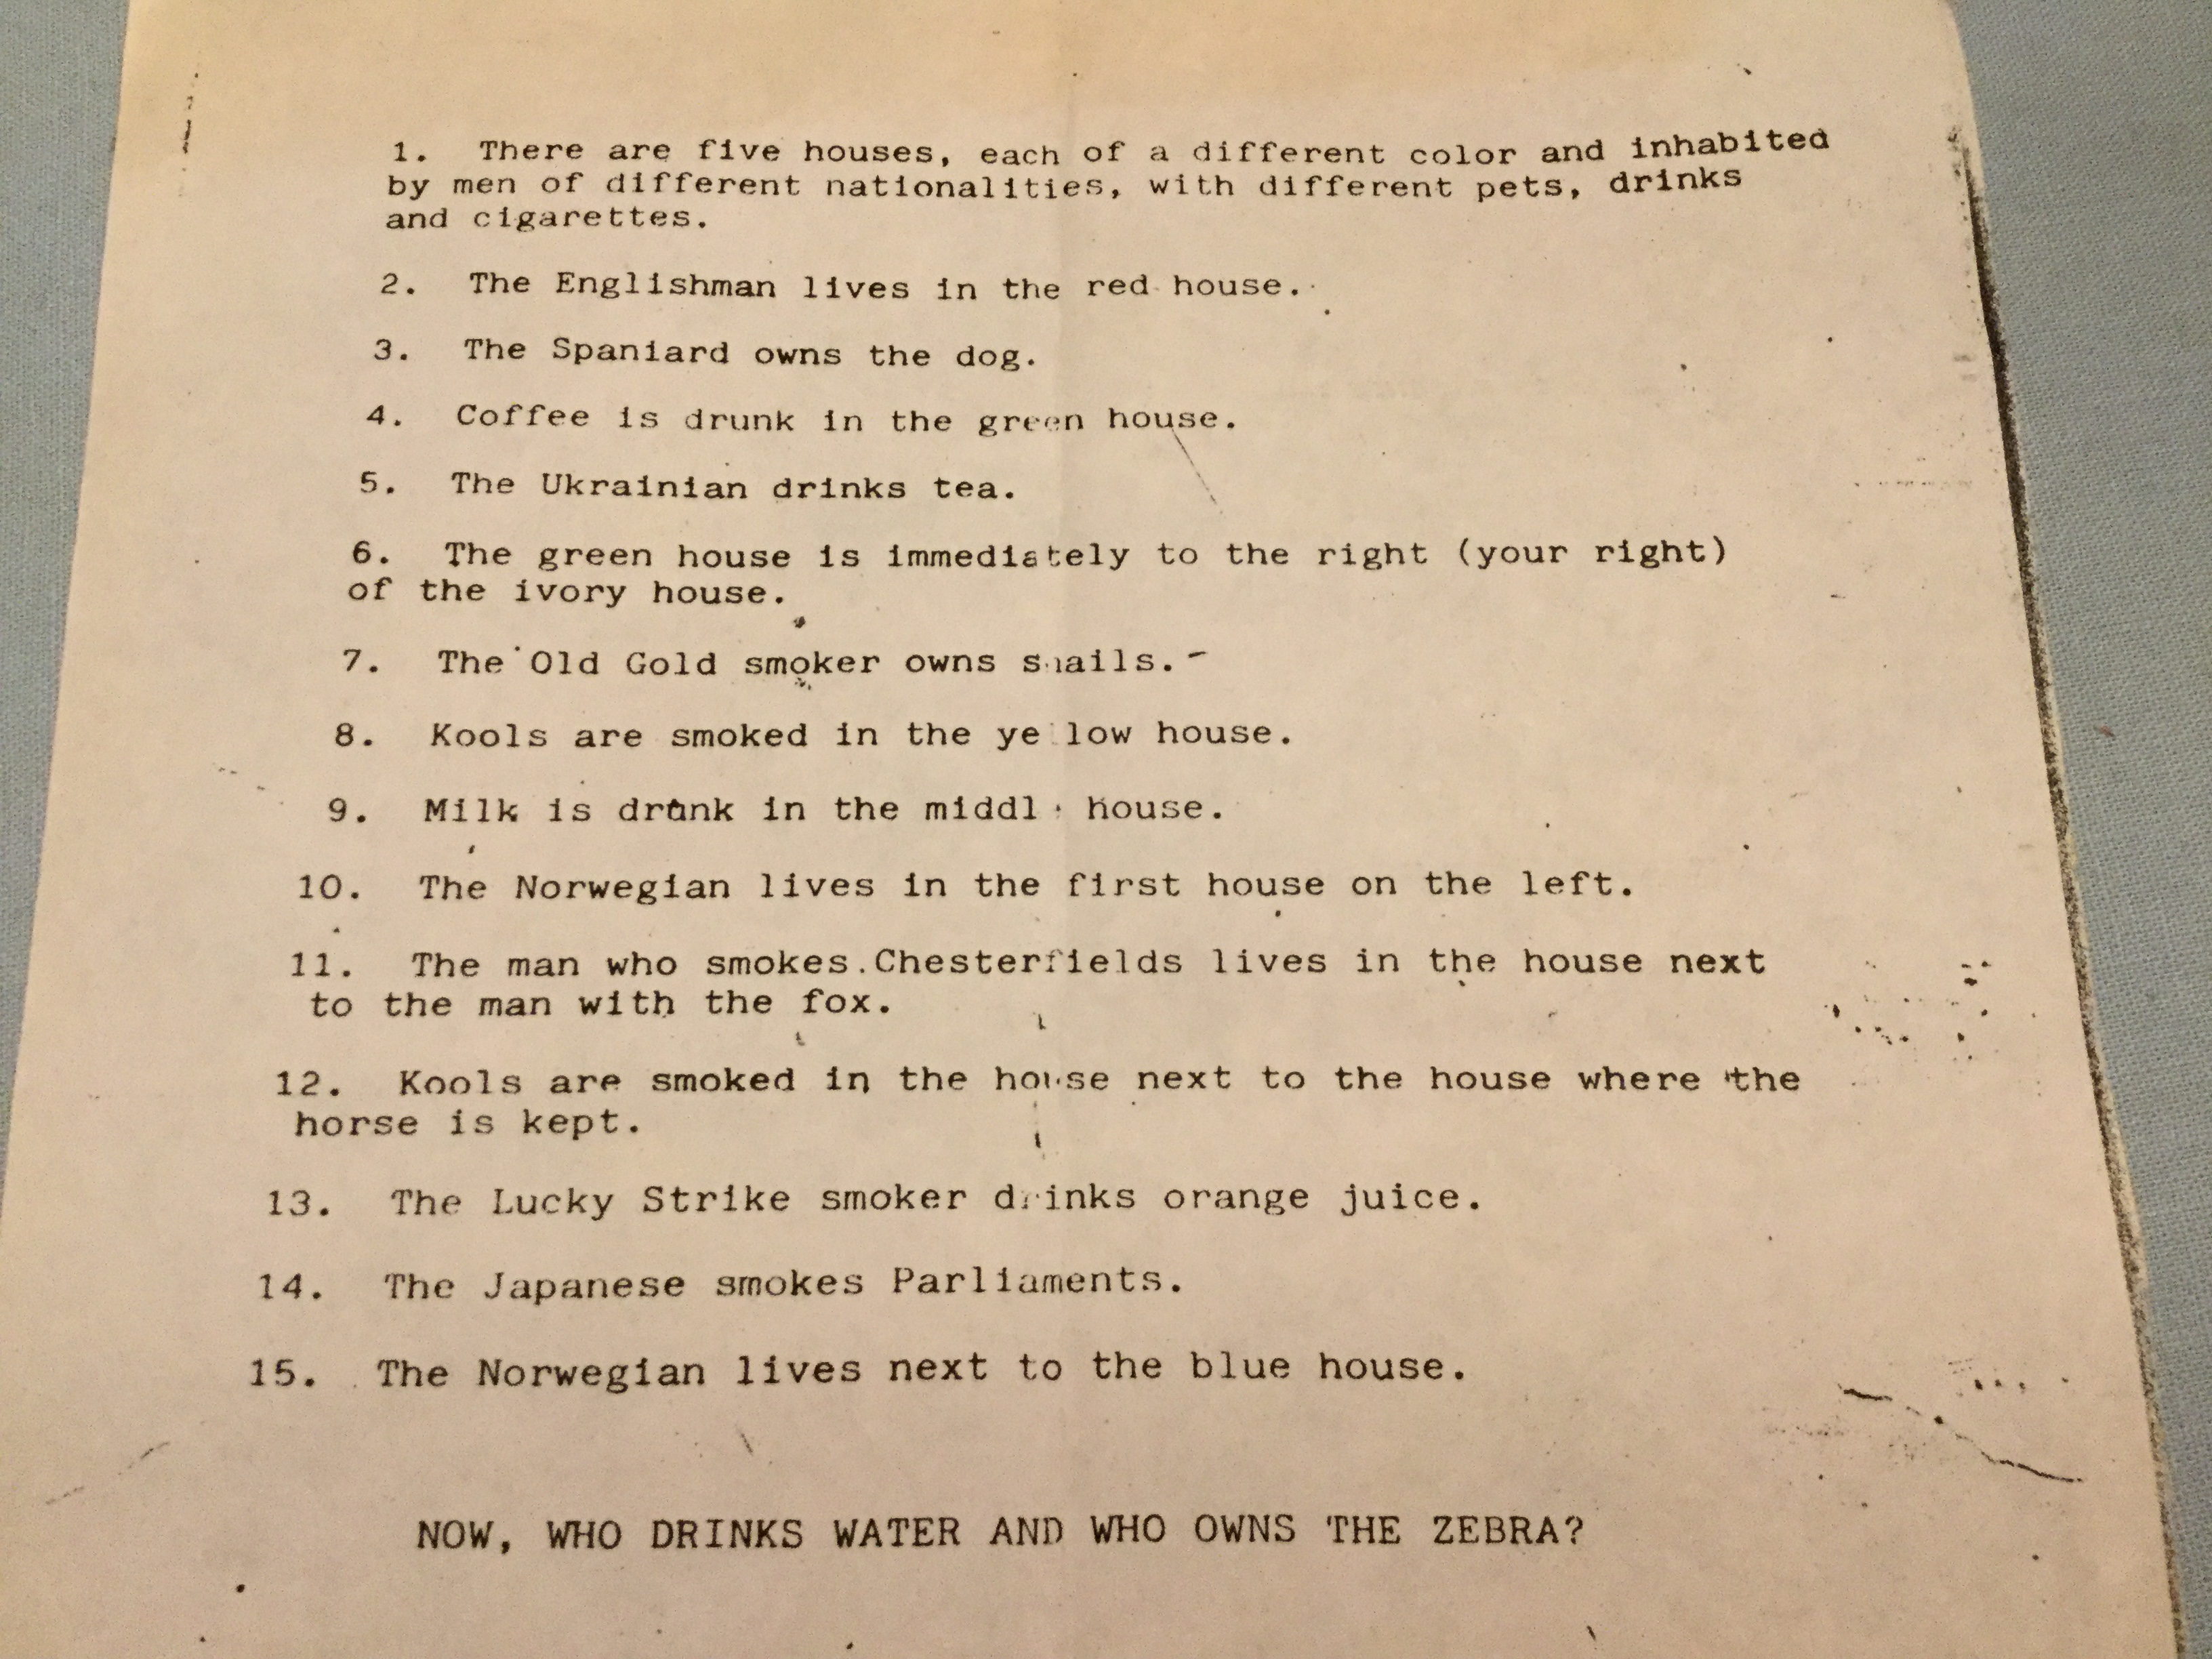 1. There are five houses, each of a different color and inhabited
by men of different nationalities, with different pets, drinks
and cigarettes.
2. The Englishman lives in the red house.
3. The Spaniard owns the dog.
4. Coffee is drunk in the green house.
5. The Ukrainian drinks tea.
6. The green house is immediately to the right (your right)
of the ivory house.
7. The Old Gold smoker owns snails.
8. Kools are smoked in the yellow house.
9. Milk is drunk in the middle house.
10. The Norwegian lives in the first house on the left.
11. The man who smokes Chesterfields lives in the house next
to the man with the fox.
12. Kools are smoked in the house next to the house where the
horse is kept.
13. The Lucky Strike smoker drinks orange juice.
14. The Japanese smokes Parliaments.
15. The Norwegian lives next to the blue house.
NOW, WHO DRINKS WATER AND WHO OWNS THE ZEBRA?